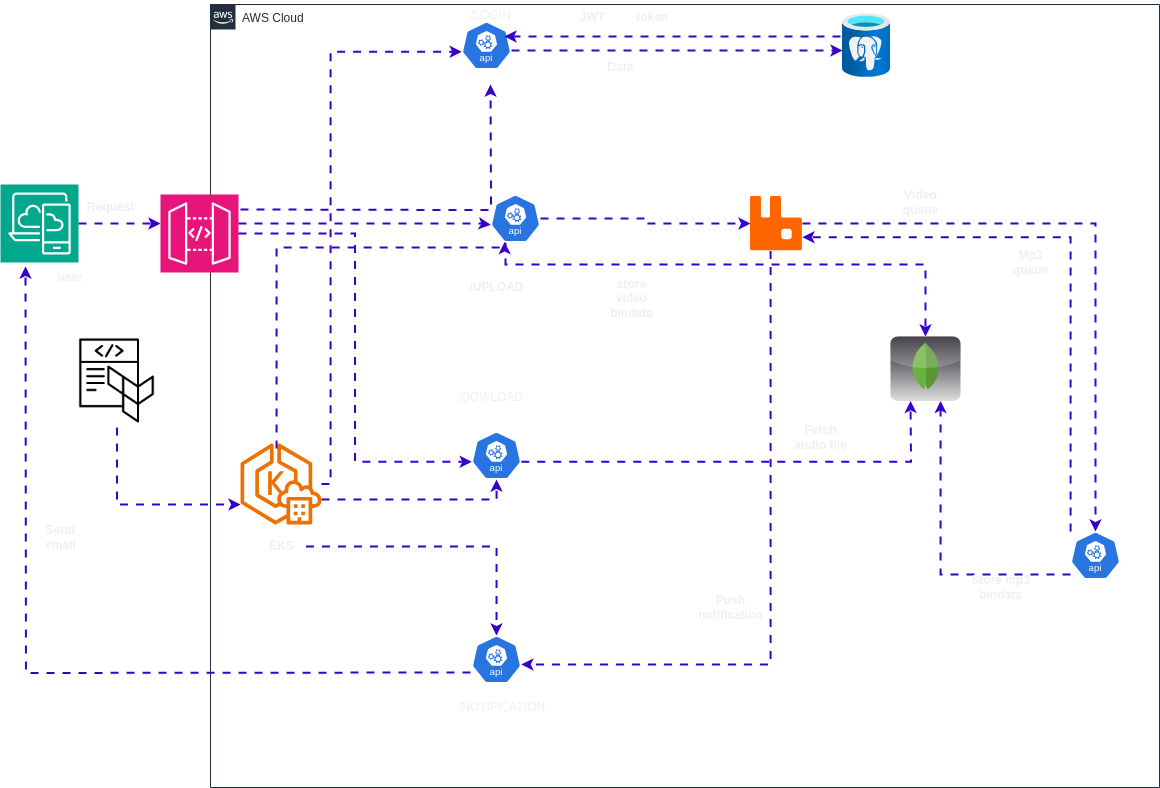 aws AWS Cloud
/LOGIN
JWT token
api
Data
Request
user
api
/UPLOAD
store
video
bindata
Video
queue
Mp3
queue
/DOWLOAD
api
Fetch
audio file
K
Send
email
EKS
api
Store mp3
bindata
Push
notification
api
/NOTIFICATION